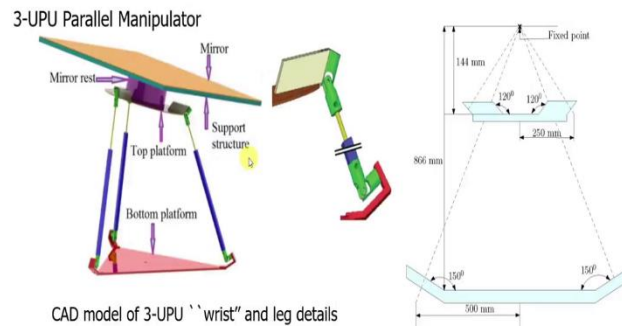 3-UPU Parallel Manipulator
Mirror
Mirror rest
Support
structure
Top platform
Bottom platform
Fixed point
144 mm
120⁰
120⁰
250 mm
866 mm
150⁰
150⁰
500 mm
CAD model of 3-UPU ``wrist” and leg details